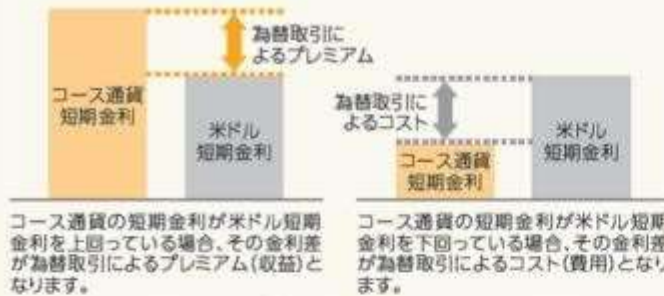 為替取引に
よるプレミアム
コース通貨
短期金利
米ドル
短期金利
為替取引に
よるコスト
コース通貨
短期金利
米ドル
短期金利
コース通貨の短期金利が米ドル短期
金利を上回っている場合、その金利差
が為替取引によるプレミアム(収益)と
なります。
コース通貨の短期金利が米ドル短期
金利を下回っている場合、その金利差
が為替取引によるコスト(費用)となり
ます。